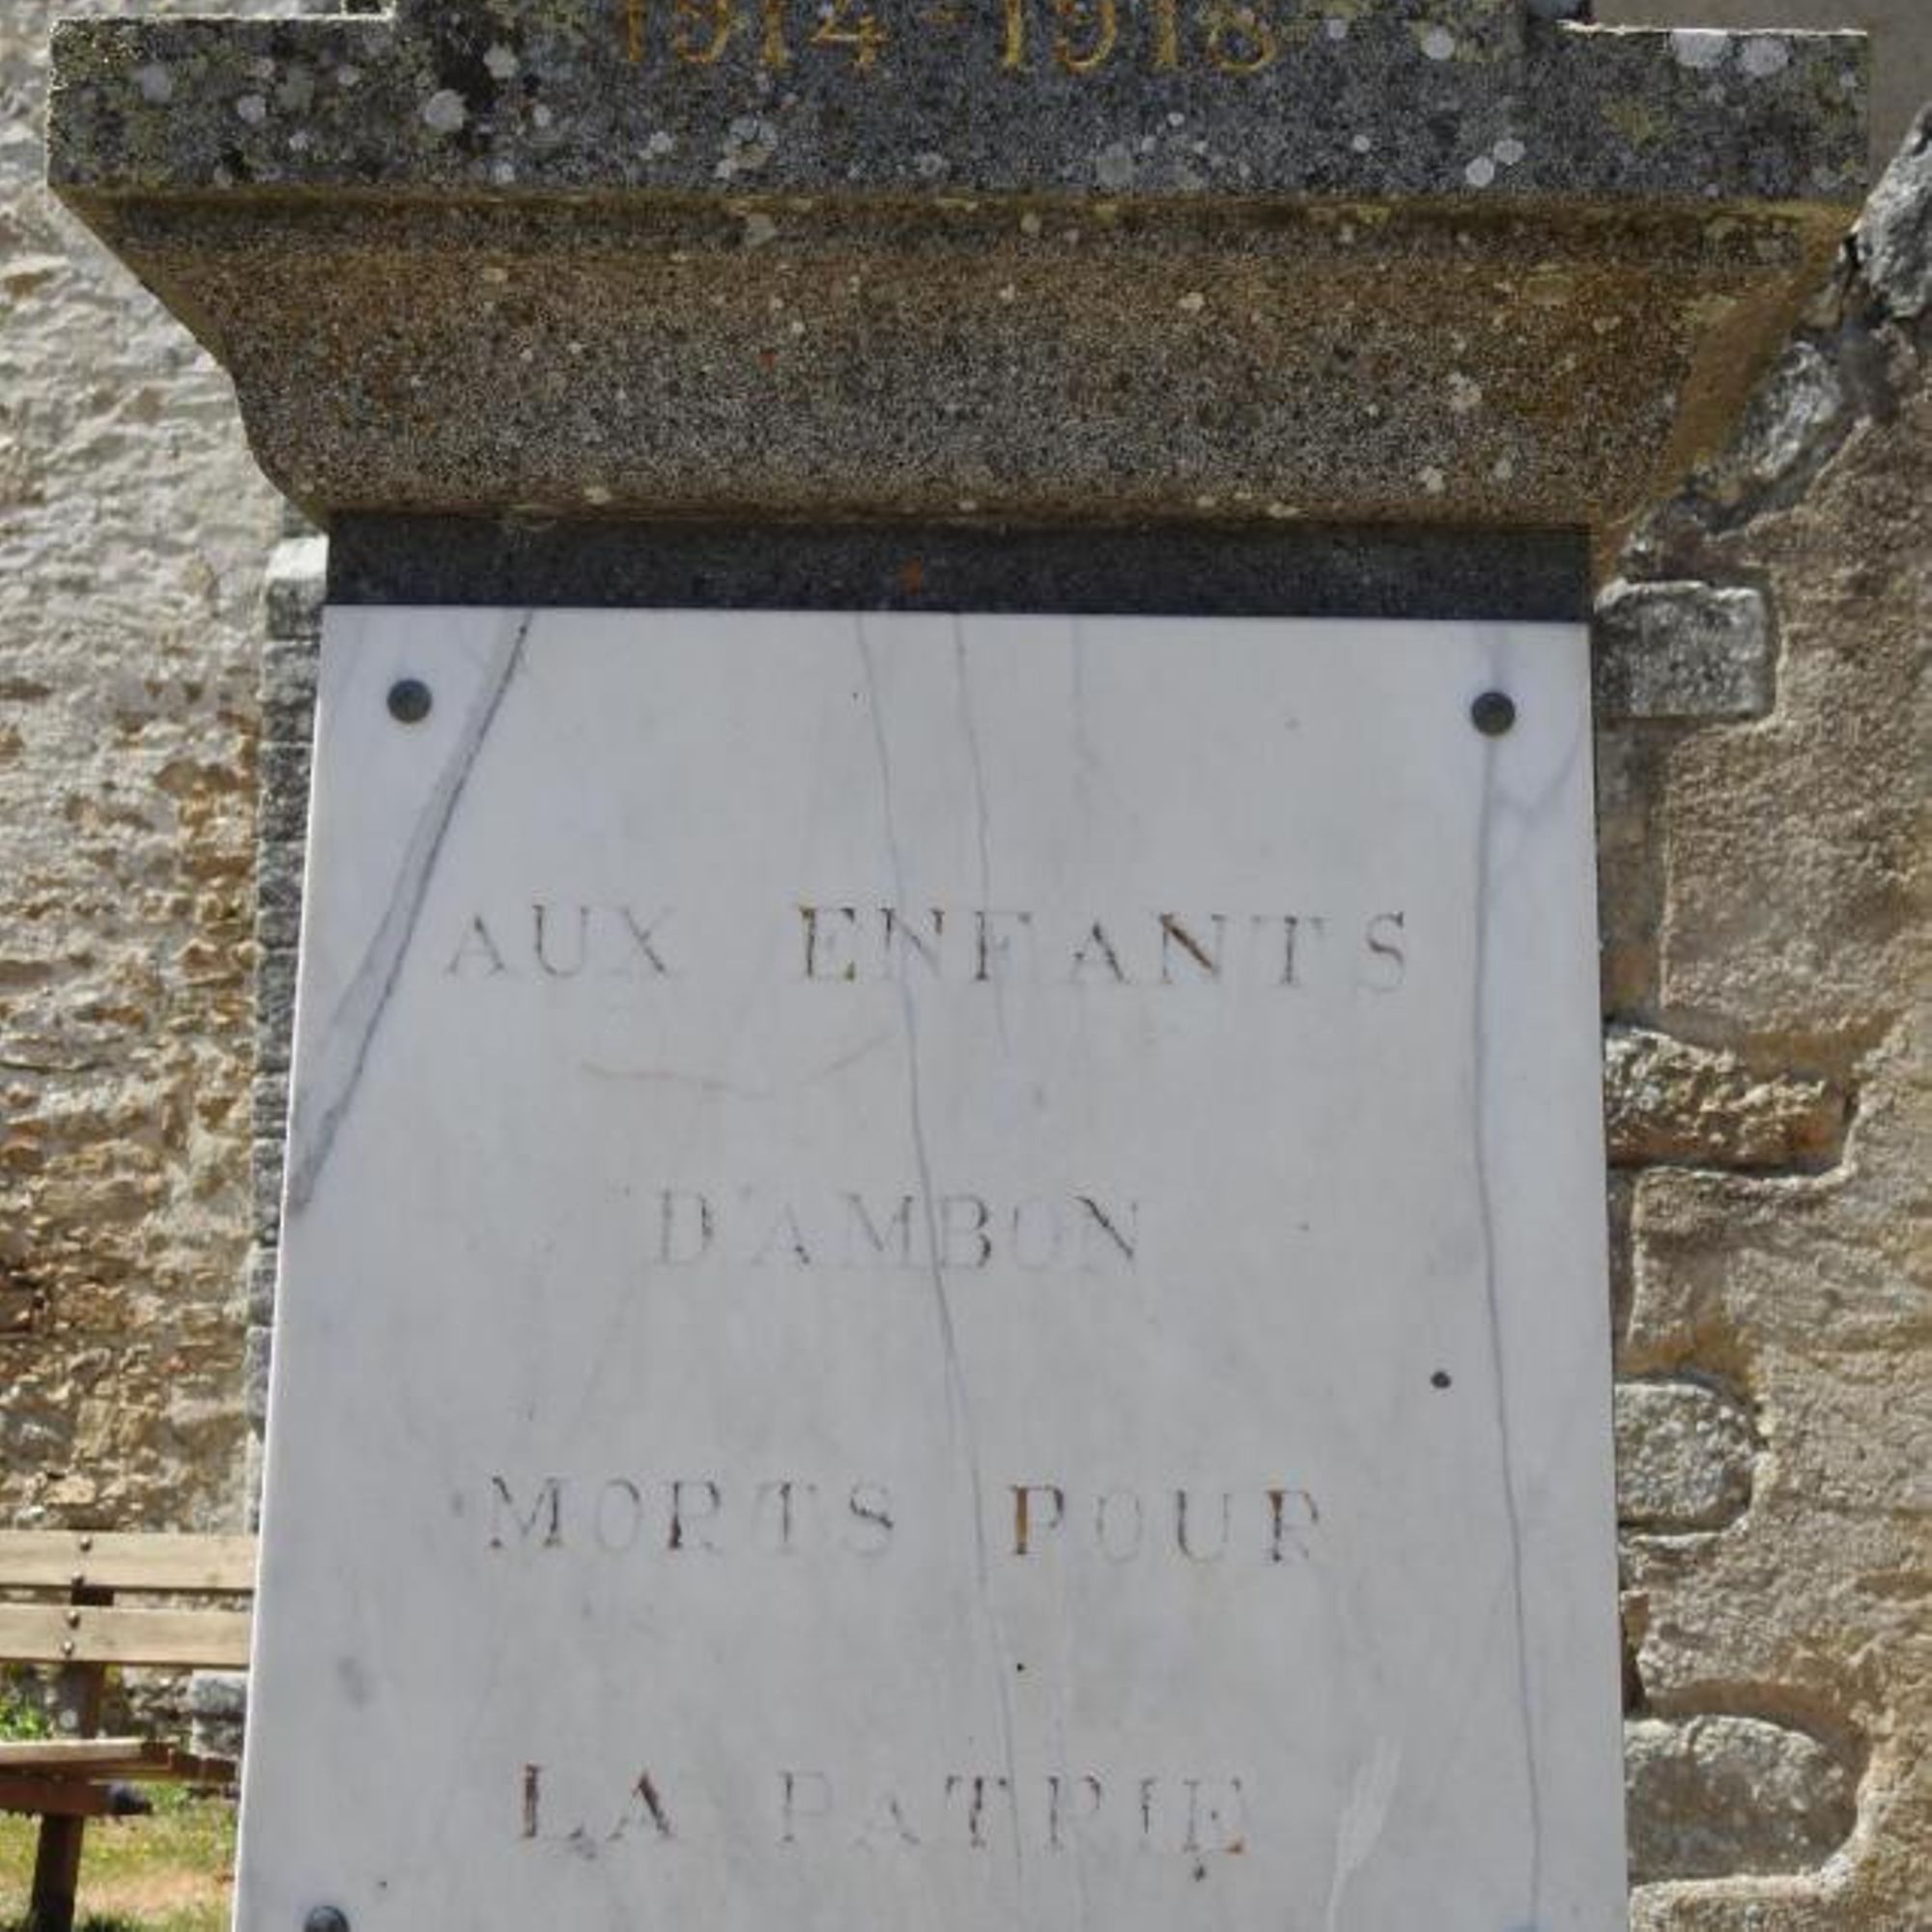 1914-1918
AUX ENFANTS
D'AMBON
MORTS POUR
LA PATRIE